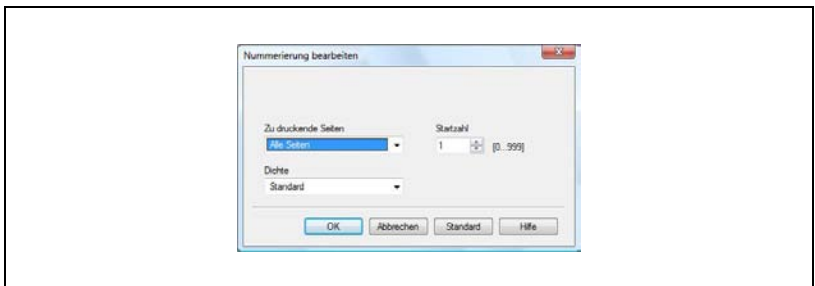 Nummerierung bearbeiten
Zu druckende Seiten
Startzahl
Alle Seiten
1
[0...999]
Dichte
Standard
OK
Abbrechen
Standard
Hilfe